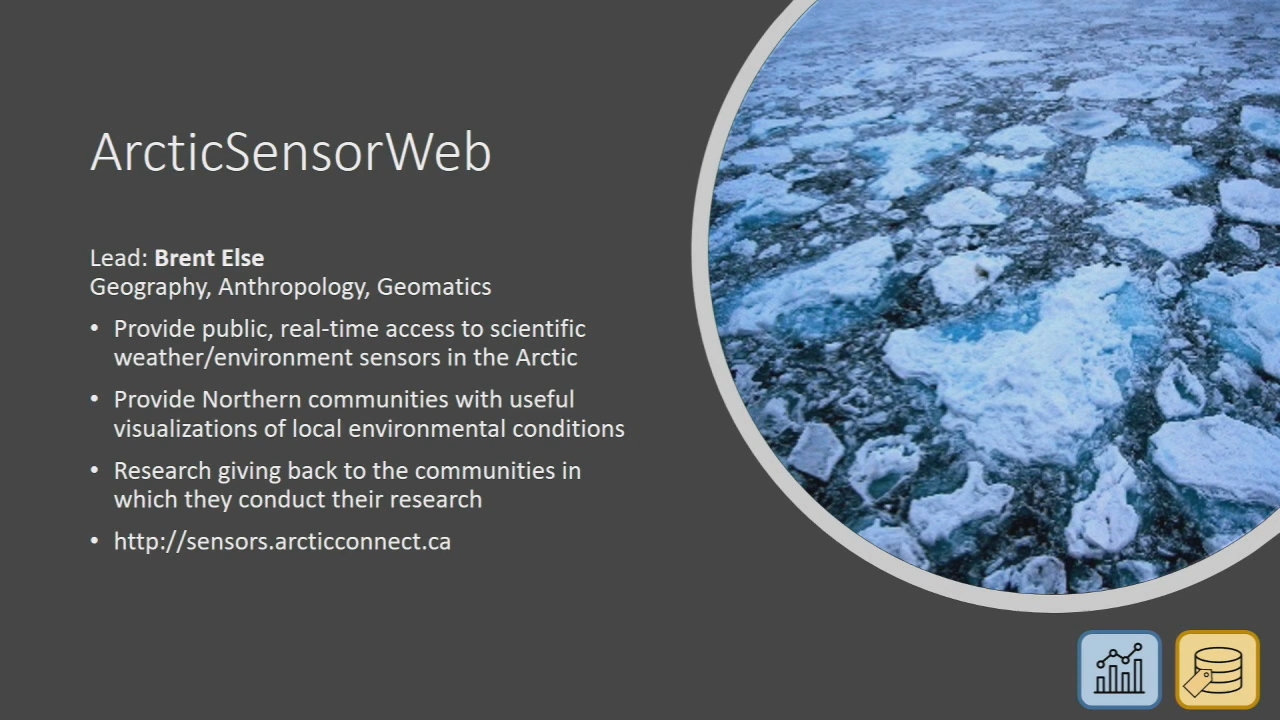 ArcticSensorWeb
Lead: Brent Else
Geography, Anthropology, Geomatics
• Provide public, real-time access to scientific
weather/environment sensors in the Arctic
• Provide Northern communities with useful
visualizations of local environmental conditions
• Research giving back to the communities in
which they conduct their research
• http://sensors.arcticconnect.ca